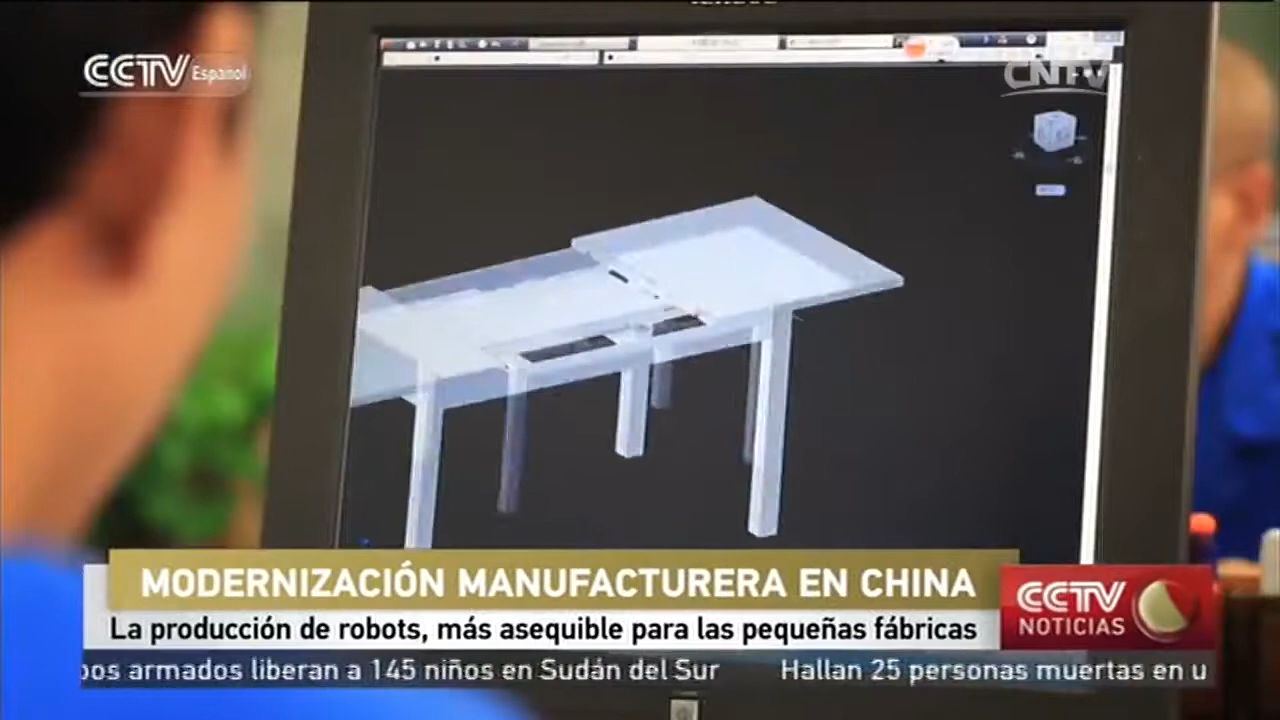 CCTV Español
CNTV
MODERNIZACIÓN MANUFACTURERA EN CHINA
La producción de robots, más asequible para las pequeñas fábricas
CCTV
NOTICIAS
pos armados liberan a 145 niños en Sudán del Sur Hallan 25 personas muertas en u